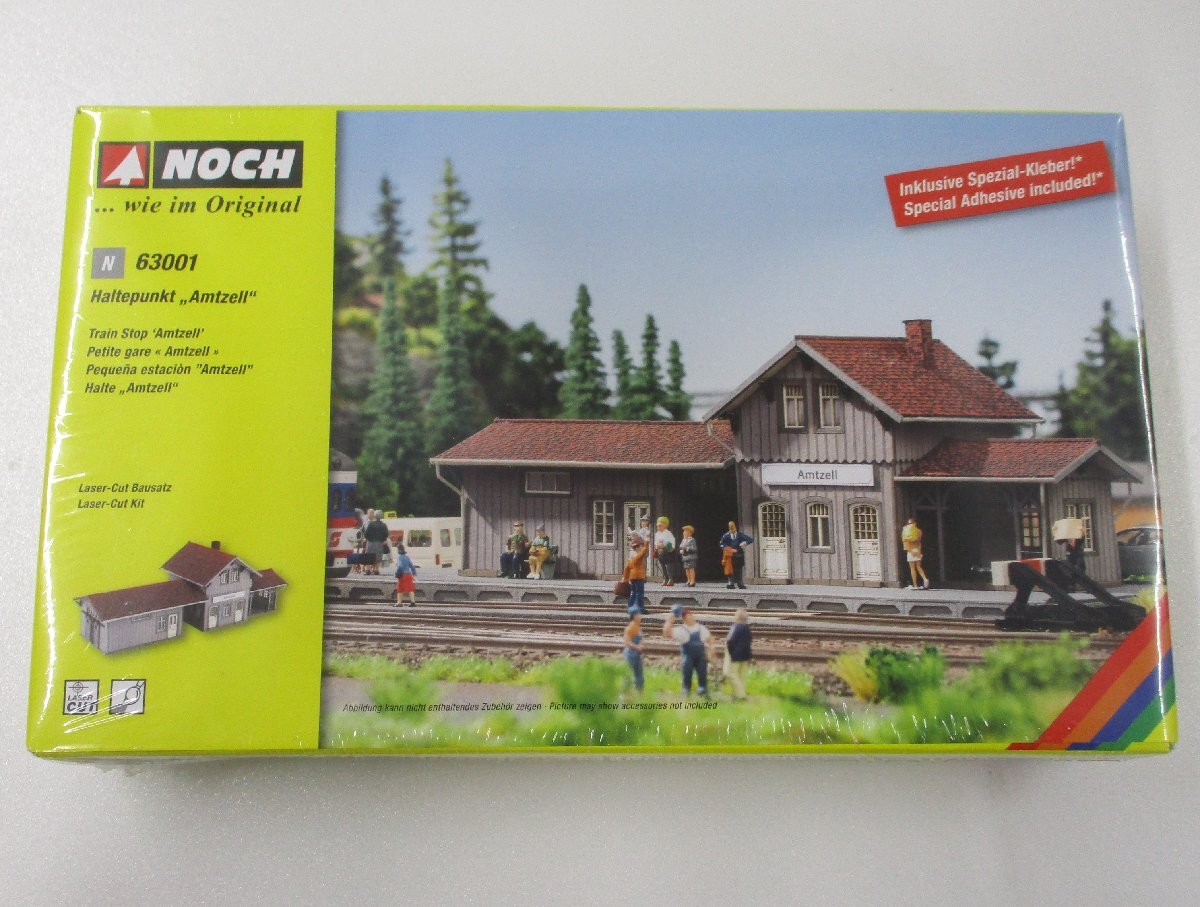 NOCH
... wie im Original
N 63001
Haltepunkt „Amtzell“
Train Stop ‘Amtzell’
Petite gare « Amtzell »
Pequeña estación ”Amtzell”
Halte „Amtzell“
Laser-Cut Bausatz
Laser-Cut Kit
LASER
CUT
Inklusive Spezial-Kleber!*
Special Adhesive included!*
Amtzell
Abbildung kann nicht enthaltendes Zubehör zeigen · Picture may show accessories not included